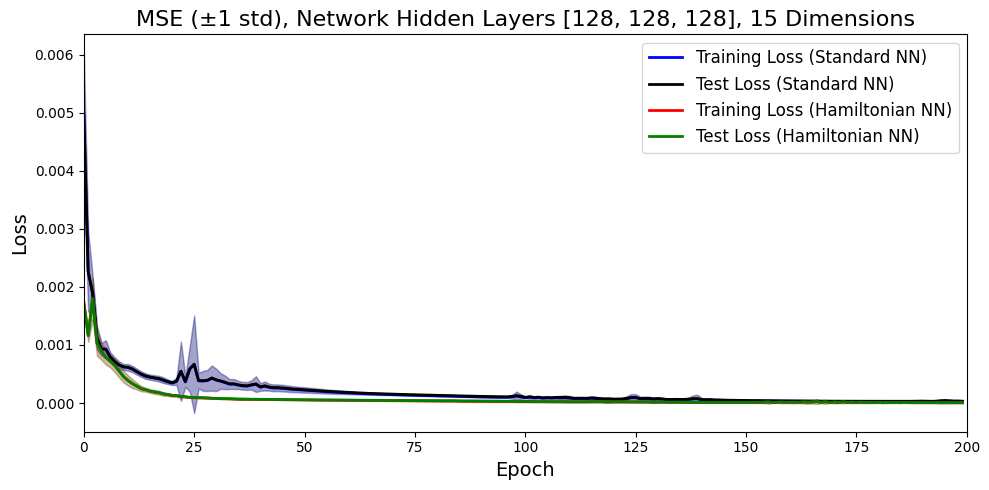 MSE (±1 std), Network Hidden Layers [128, 128, 128], 15 Dimensions
Training Loss (Standard NN)
Test Loss (Standard NN)
Training Loss (Hamiltonian NN)
Test Loss (Hamiltonian NN)
Loss
0.006
0.005
0.004
0.003
0.002
0.001
0.000
0 25 50 75 100 125 150 175 200
Epoch